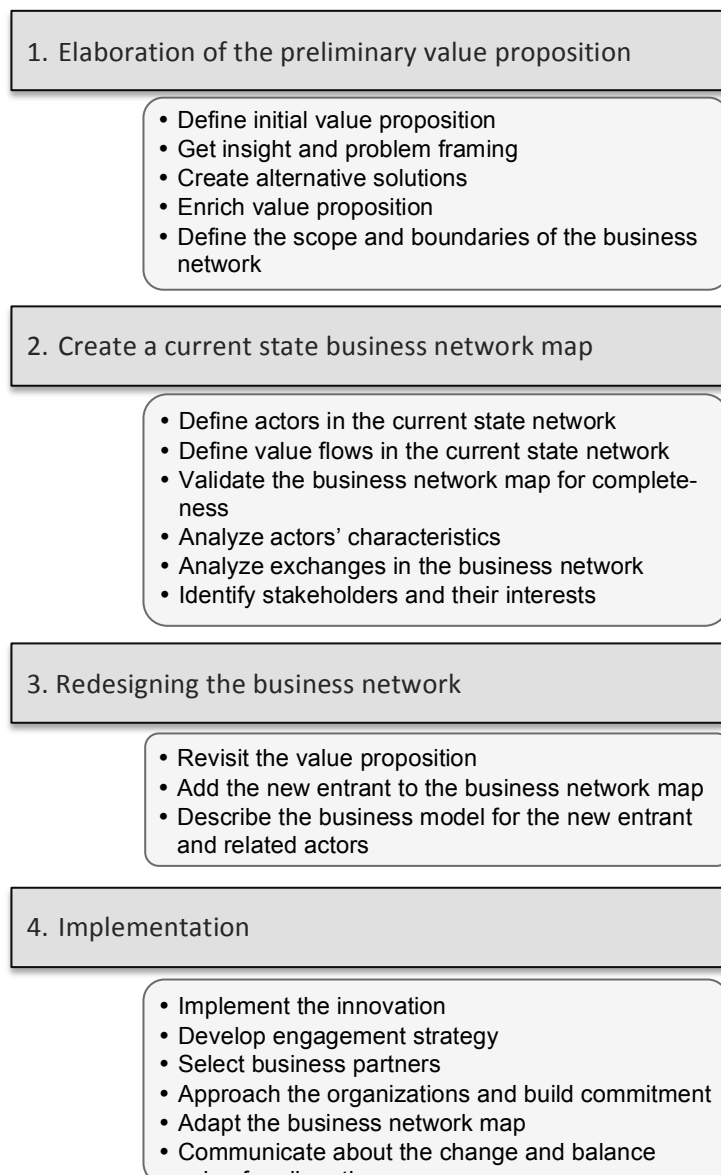 1. Elaboration of the preliminary value proposition
• Define initial value proposition
• Get insight and problem framing
• Create alternative solutions
• Enrich value proposition
• Define the scope and boundaries of the business
network
2. Create a current state business network map
• Define actors in the current state network
• Define value flows in the current state network
• Validate the business network map for complete-
ness
• Analyze actors’ characteristics
• Analyze exchanges in the business network
• Identify stakeholders and their interests
3. Redesigning the business network
• Revisit the value proposition
• Add the new entrant to the business network map
• Describe the business model for the new entrant
and related actors
4. Implementation
• Implement the innovation
• Develop engagement strategy
• Select business partners
• Approach the organizations and build commitment
• Adapt the business network map
• Communicate about the change and balance